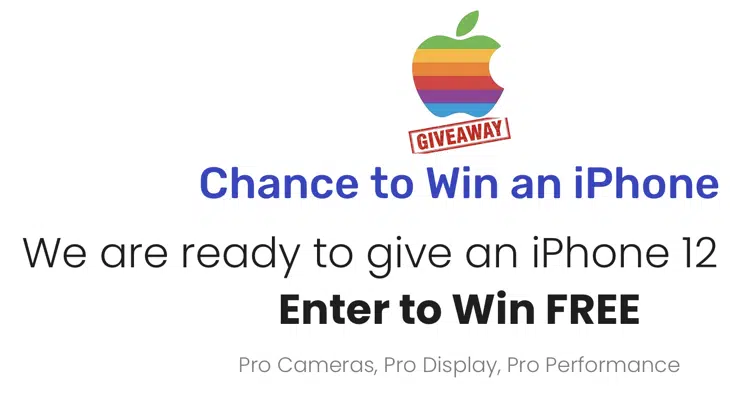 GIVEAWAY
Chance to Win an iPhone
We are ready to give an iPhone 12
Enter to Win FREE
Pro Cameras, Pro Display, Pro Performance